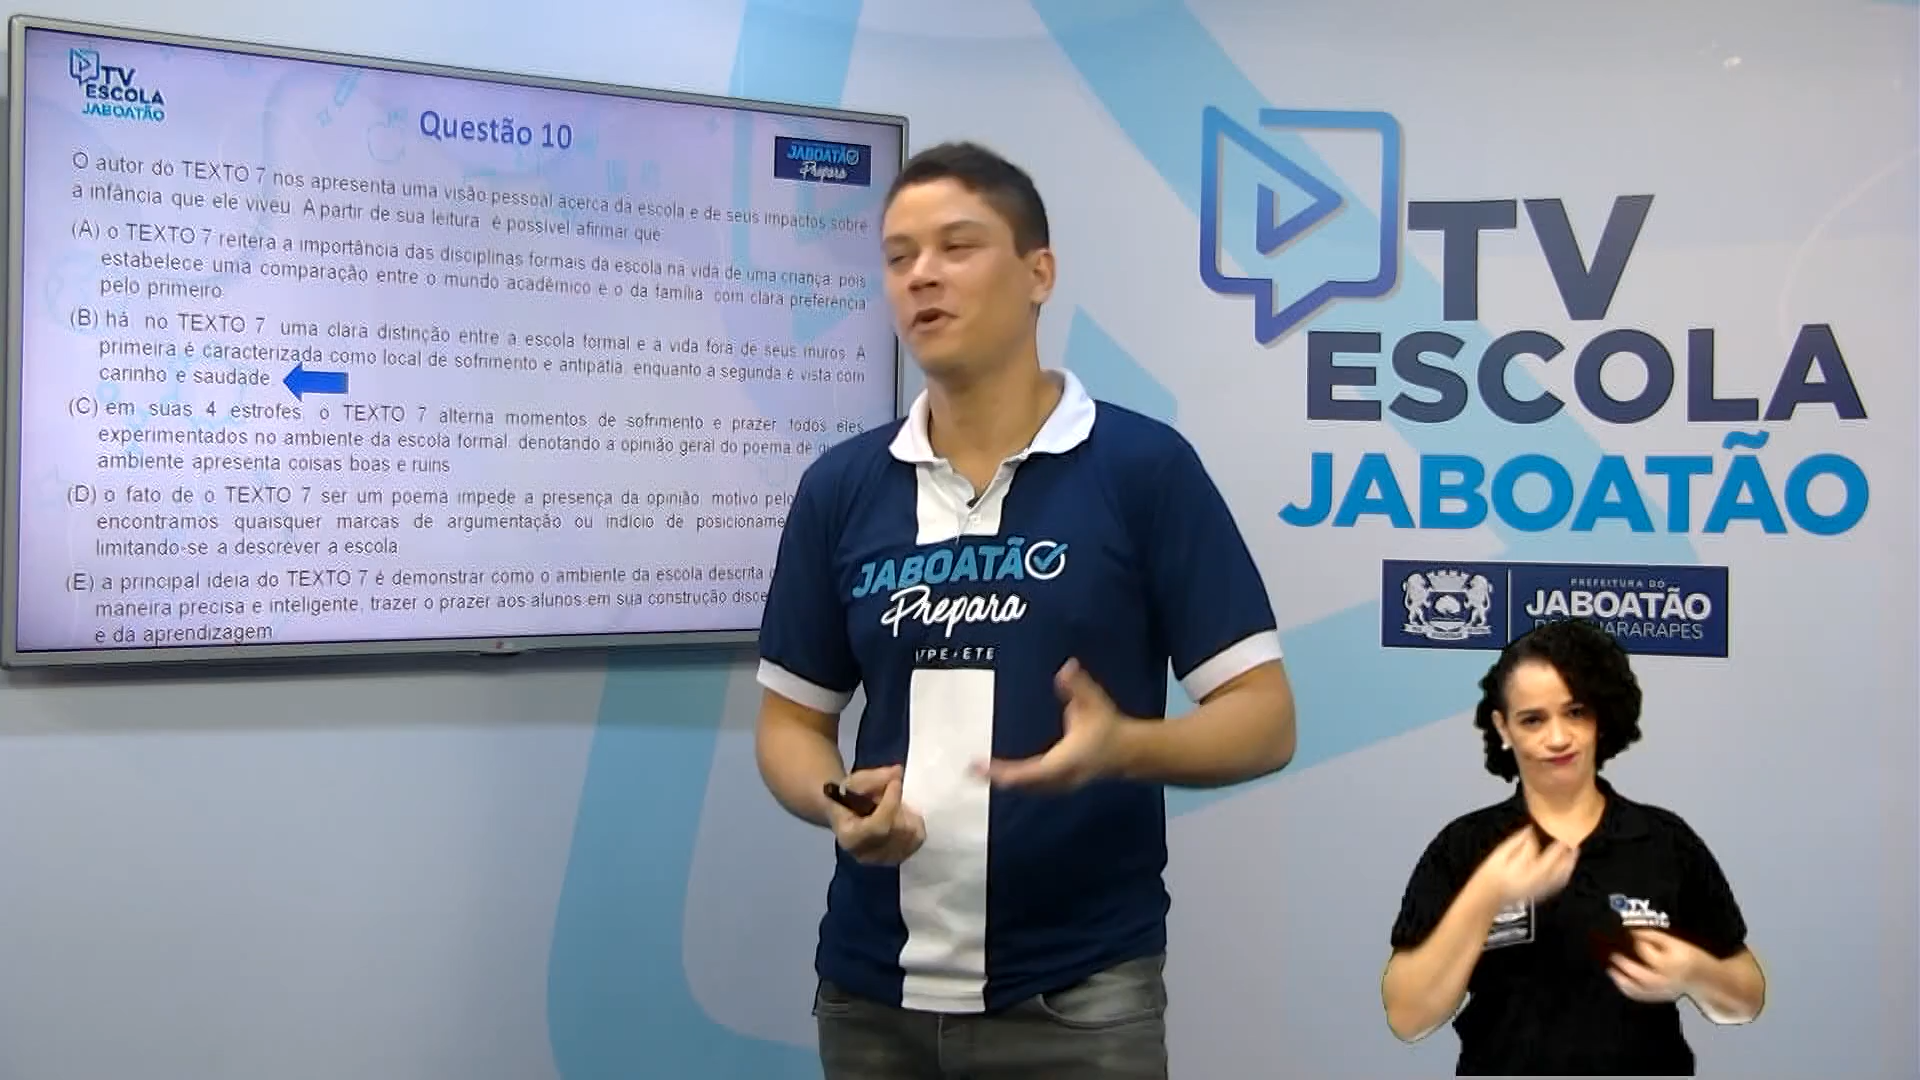 TV
ESCOLA
JABOATÃO
Questão 10
JABOATÃO
Prepara
O autor do TEXTO 7 nos apresenta uma visão pessoal acerca da escola e de seus impactos sobre
a infância que ele viveu. A partir de sua leitura é possível afirmar que
(A) o TEXTO 7 reitera a importância das disciplinas formais da escola na vida de uma criança, pois
estabelece uma comparação entre o mundo acadêmico e o da família, com clara preferência
pelo primeiro.
(B) há no TEXTO 7 uma clara distinção entre a escola formal e a vida fora de seus muros. A
primeira é caracterizada como local de sofrimento e antipatia, enquanto a segunda é vista com
carinho e saudade.
(C) em suas 4 estrofes, o TEXTO 7 alterna momentos de sofrimento e prazer, todos eles
experimentados no ambiente da escola formal, denotando a opinião geral do poema de
ambiente apresenta coisas boas e ruins
(D) o fato de o TEXTO 7 ser um poema impede a presença da opinião, motivo pelo
encontramos quaisquer marcas de argumentação ou indício de
limitando-se a descrever a escola
(E) a principal ideia do TEXTO 7 é demonstrar como o ambiente da escola descrita
maneira precisa e inteligente, trazer o prazer aos alunos em sua construção
e da aprendizagem
JABOATÃO
Prepara
IFPE • ETE
TV
ESCOLA
JABOATÃO
PREFEITURA DO
JABOATÃO
GUARARAPES
TV
ESCOLA